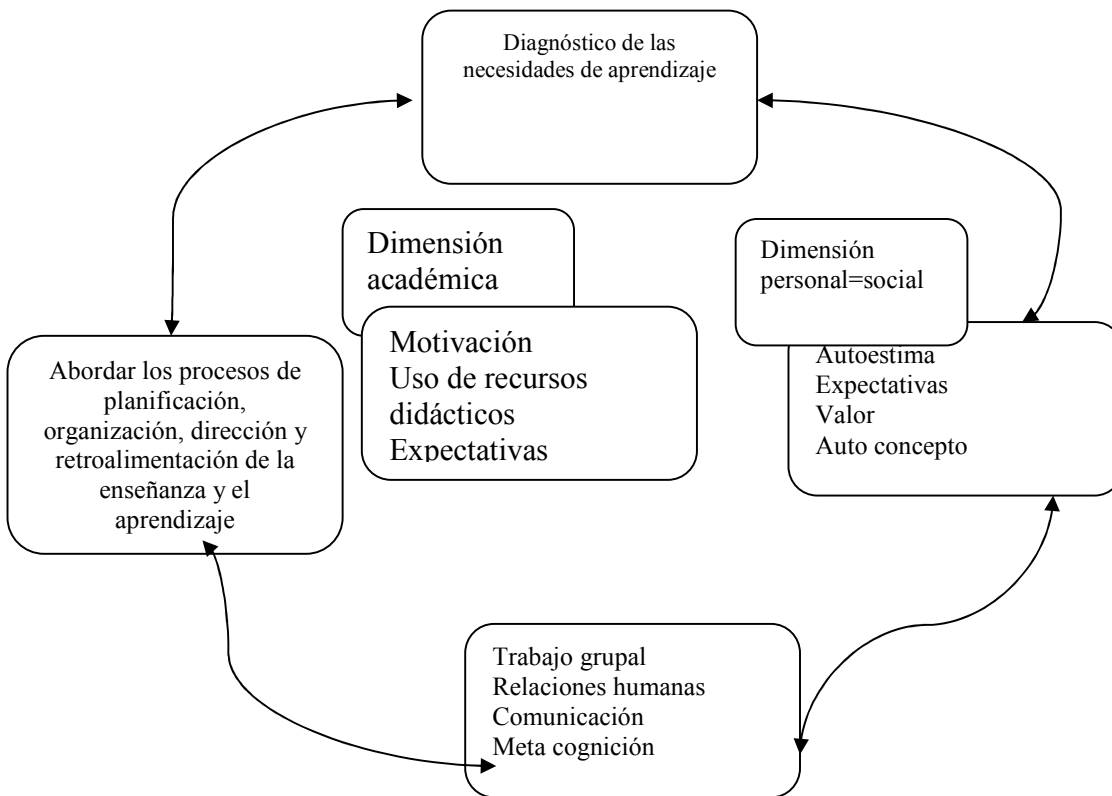 Diagnóstico de las
necesidades de aprendizaje
Dimensión
académica
Dimensión
personal=social
Motivación
Uso de recursos
didácticos
Expectativas
Autoestima
Expectativas
Valor
Auto concepto
Abordar los procesos de
planificación,
organización, dirección y
retroalimentación de la
enseñanza y el
aprendizaje
Trabajo grupal
Relaciones humanas
Comunicación
Meta cognición